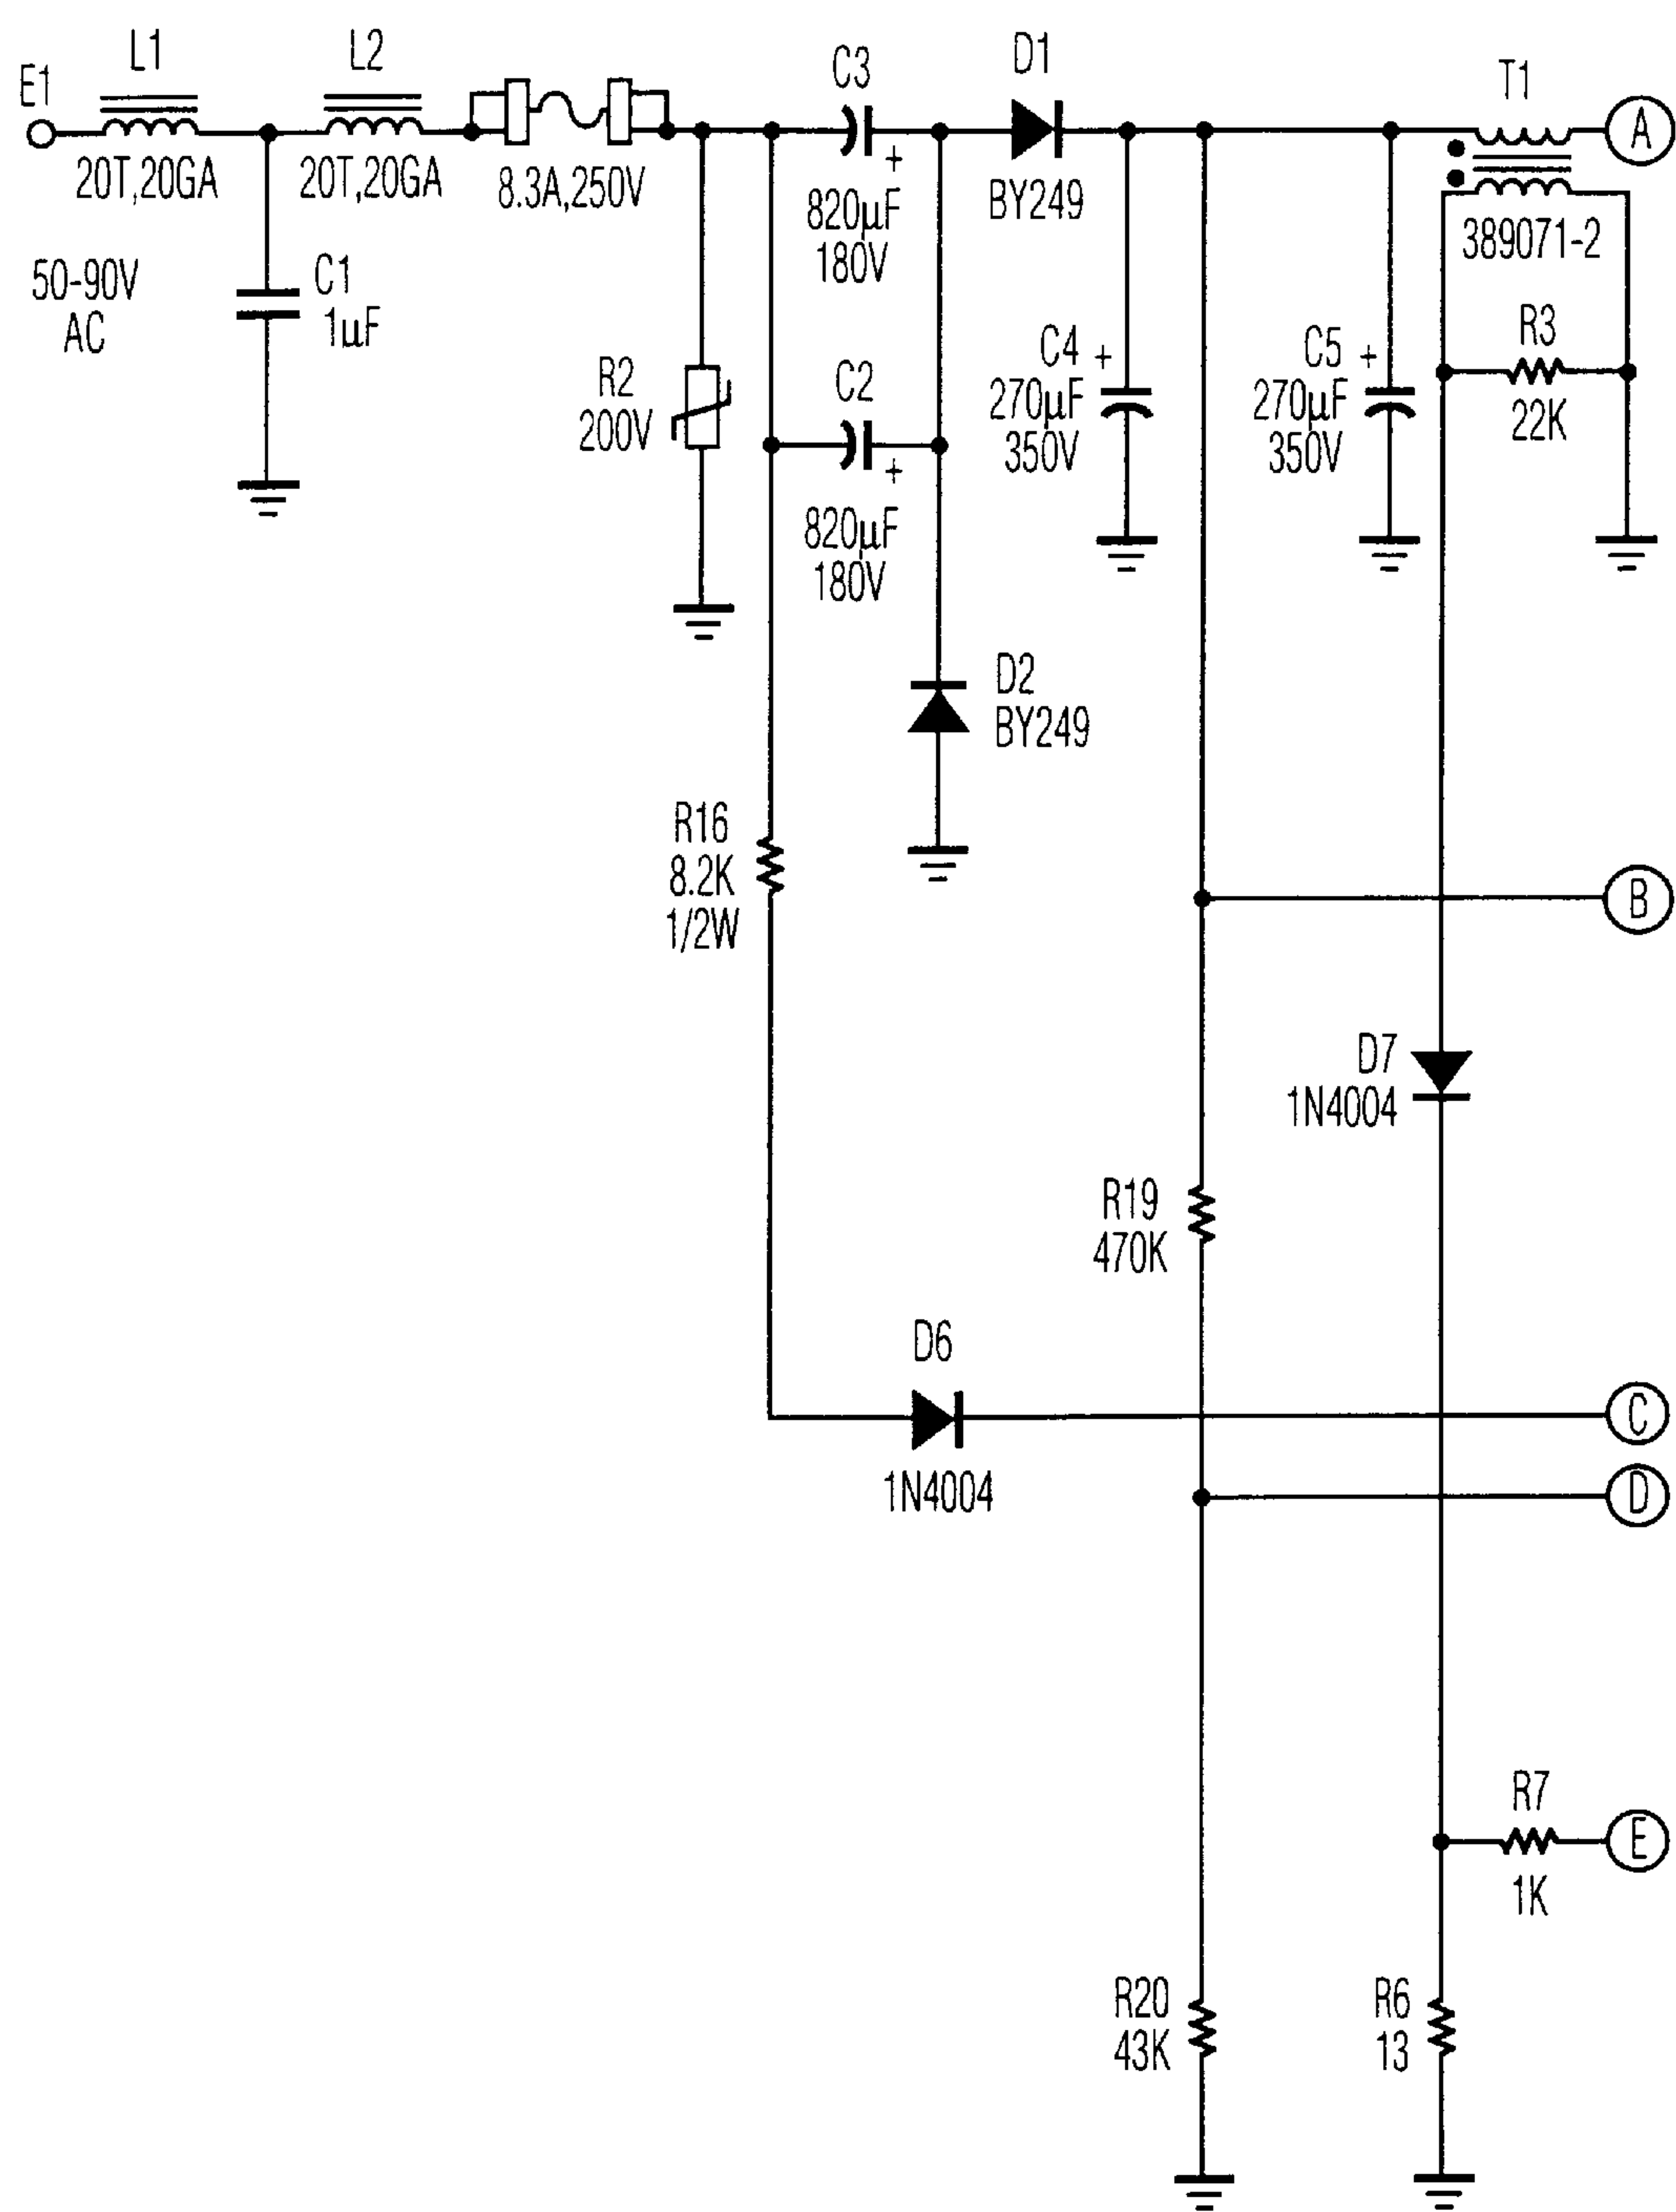 E1
L1
20T,20GA
L2
20T,20GA
8.3A,250V
50-90V
AC
C1
1µF
R2
200V
C3
+
820µF
180V
C2
+
820µF
180V
D1
BY249
D2
BY249
C4 +
270µF
350V
C5 +
270µF
350V
T1
389071-2
R3
22K
A
R16
8.2K
1/2W
B
D7
1N4004
R19
470K
D6
1N4004
C
D
R7
1K
E
R20
43K
R6
13